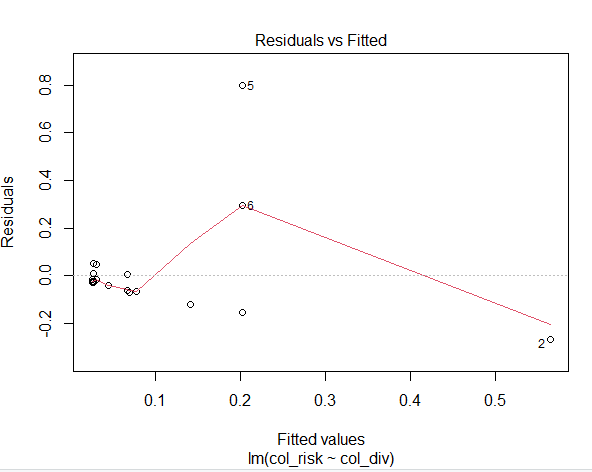 Residuals vs Fitted
Residuals
0.8
0.6
0.4
0.2
0.0
-0.2
5
6
2
0.1 0.2 0.3 0.4 0.5
Fitted values
lm(col_risk ~ col_div)